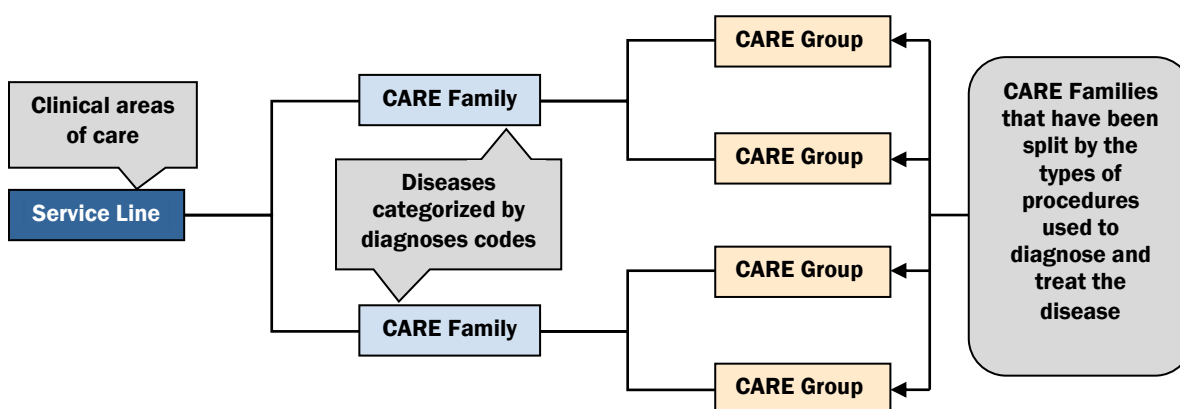 Clinical areas
of care
Service Line
CARE Family
Diseases
categorized by
diagnoses codes
CARE Family
CARE Group
CARE Group
CARE Group
CARE Group
CARE Families
that have been
split by the
types of
procedures
used to
diagnose and
treat the
disease